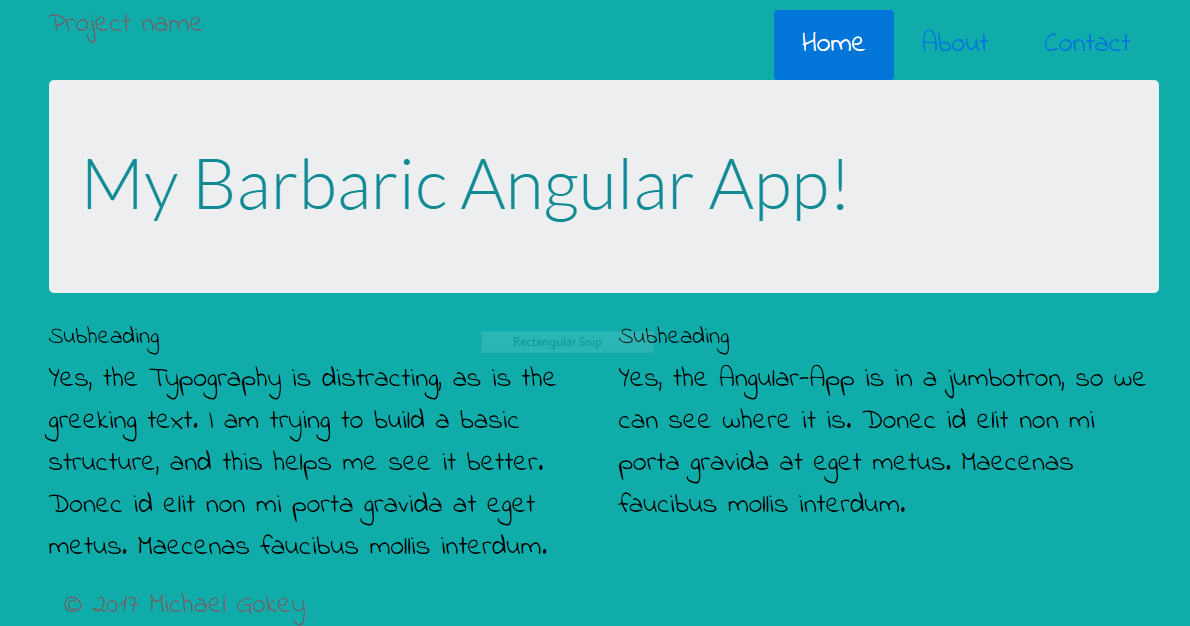 Project name
Home About Contact
My Barbaric Angular App!
Subheading
Yes, the Typography is distracting, as is the
greeking text. I am trying to build a basic
structure, and this helps me see it better.
Donec id elit non mi porta gravida at eget
metus. Maecenas faucibus mollis interdum.
Rectangular Snip
Subheading
Yes, the Angular-App is in a jumbotron, so we
can see where it is. Donec id elit non mi
porta gravida at eget metus. Maecenas
faucibus mollis interdum.
© 2017 Michael Gokey